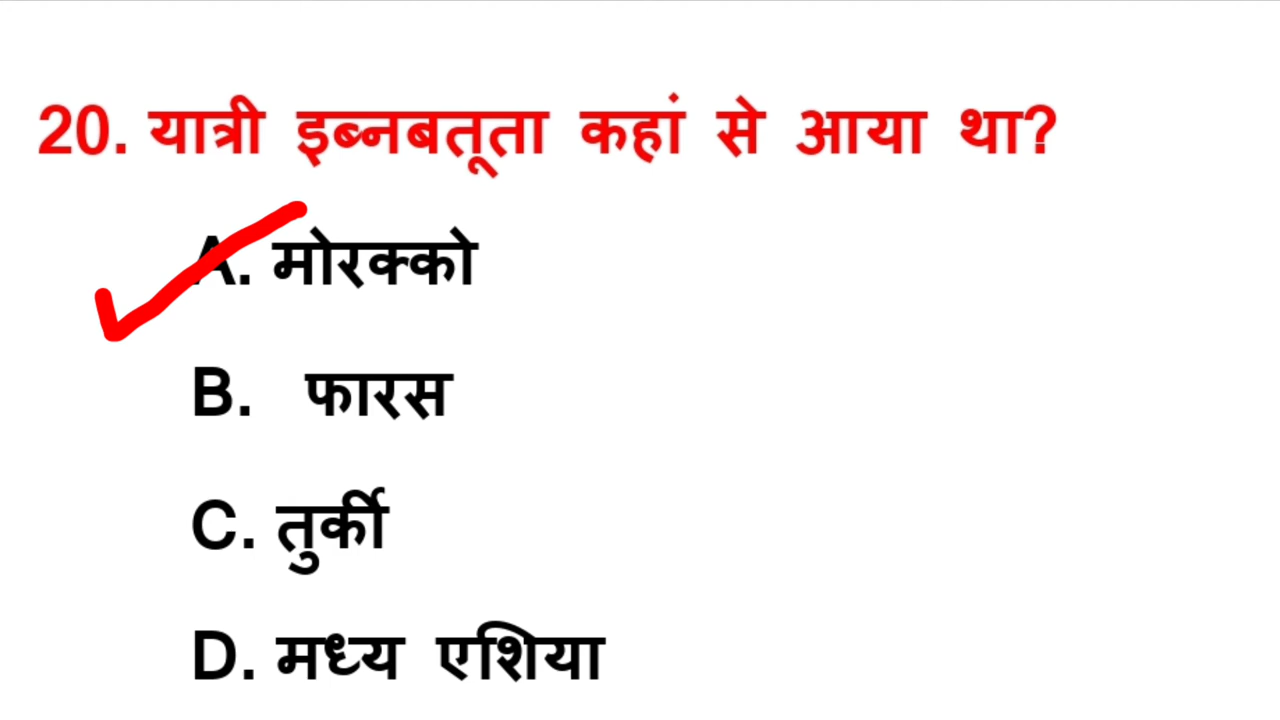 20. यात्री इब्नबतूता कहां से आया था?
A. मोरक्को
B. फारस
C. तुर्की
D. मध्य एशिया